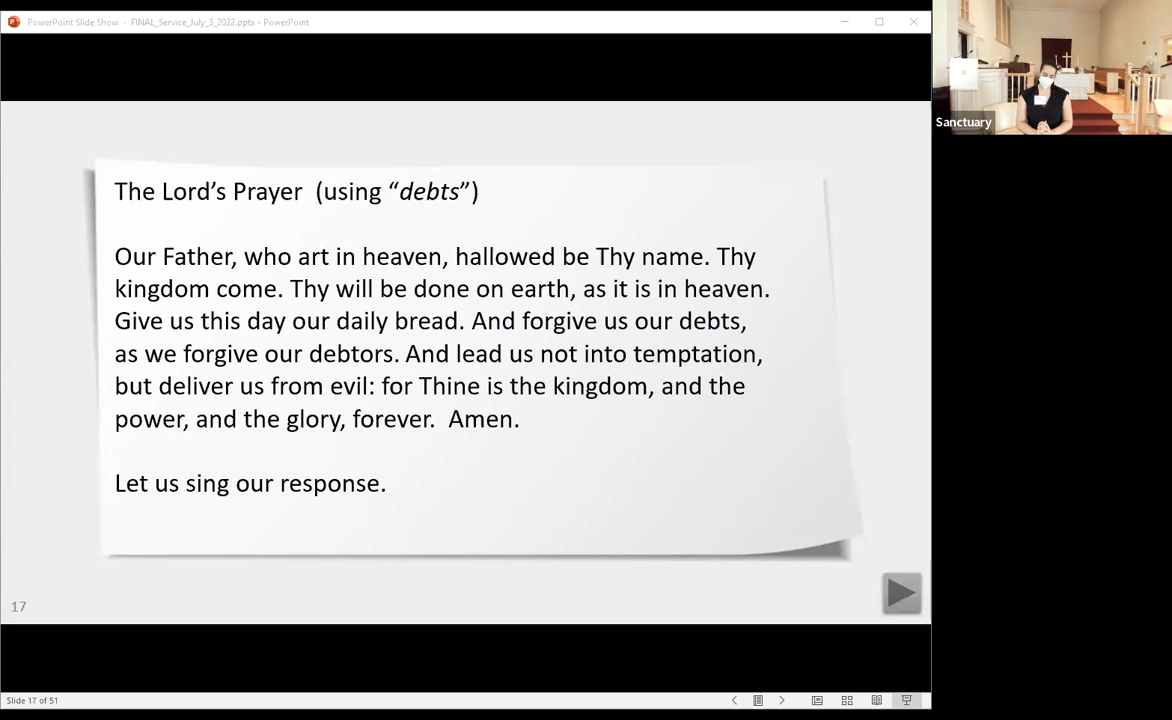 PowerPoint Slide Show - FINAL_Service_July_3_2022.pptx - PowerPoint
Sanctuary
The Lord’s Prayer (using “debts”)
Our Father, who art in heaven, hallowed be Thy name. Thy
kingdom come. Thy will be done on earth, as it is in heaven.
Give us this day our daily bread. And forgive us our debts,
as we forgive our debtors. And lead us not into temptation,
but deliver us from evil: for Thine is the kingdom, and the
power, and the glory, forever. Amen.
Let us sing our response.
17
Slide 17 of 51